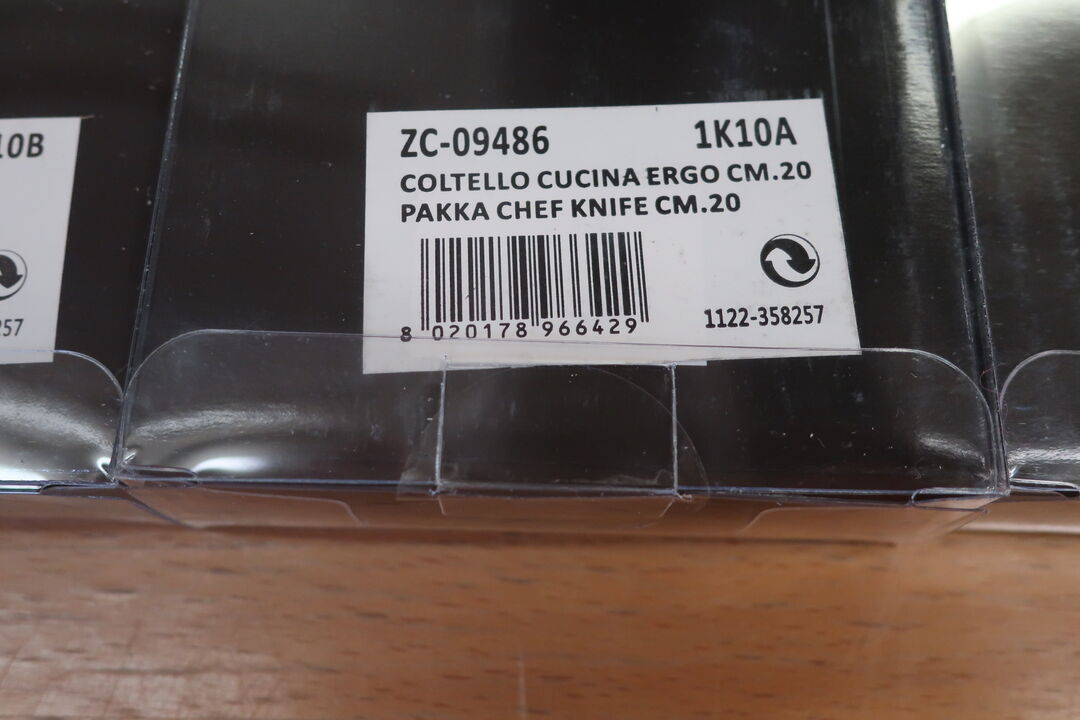 10B
257
ZC-09486 1K10A
COLTELLO CUCINA ERGO CM.20
PAKKA CHEF KNIFE CM.20
8 020178 966429
1122-358257